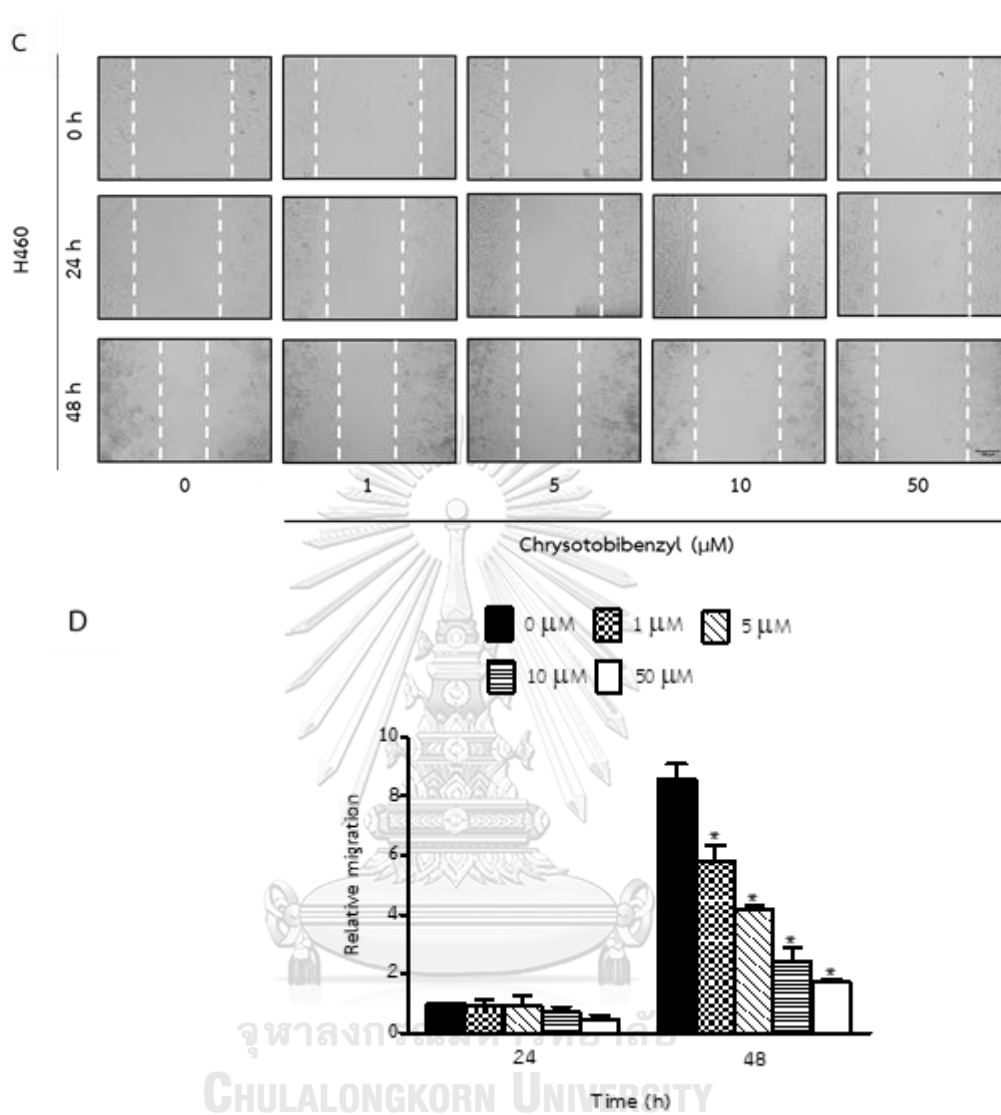 C
H460
0 h
24 h
48 h
0 1 5 10 50
Chrysotobibenzyl (µM)
D
0 µM 1 µM 5 µM
10 µM 50 µM
Relative migration
10
8
* 
6
*
4
*
*
2
0
24 48
Time (h)
จุฬาลงกรณ์มหาวิทยาลัย
CHULALONGKORN UNIVERSITY